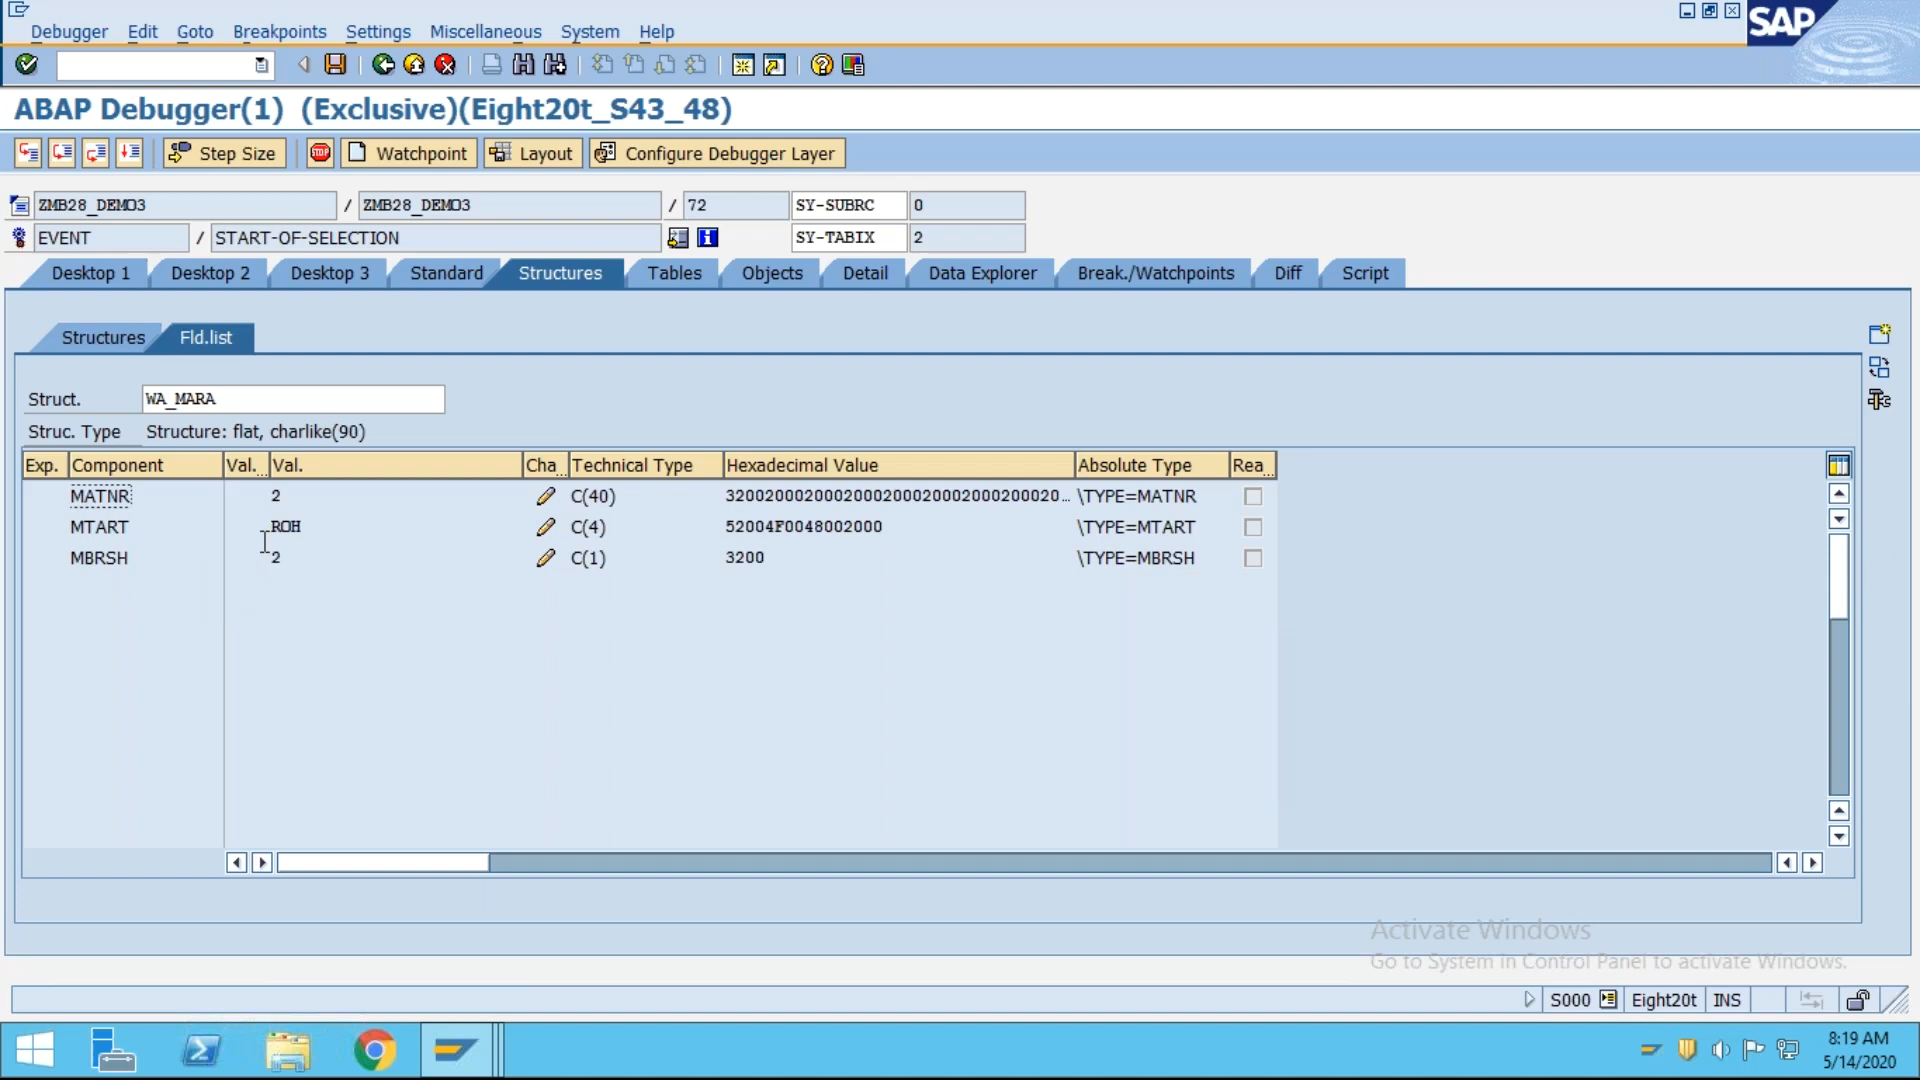 Debugger Edit Goto Breakpoints Settings Miscellaneous System Help
SAP
ABAP Debugger(1) (Exclusive)(Eight20t_S43_48)
Step Size STOP Watchpoint Layout Configure Debugger Layer
ZMB28_DEMO3 / ZMB28_DEMO3 / 72 SY-SUBRC 0
EVENT / START-OF-SELECTION SY-TABIX 2
Desktop 1 Desktop 2 Desktop 3 Standard Structures Tables Objects Detail Data Explorer Break./Watchpoints Diff Script
Structures Fld.list
Struct. WA_MARA
Struc. Type Structure: flat, charlike(90)
Exp. Component Val... Val. Cha... Technical Type Hexadecimal Value Absolute Type Rea...
MATNR 2 C(40) 32002000200020002000200020002000200020... \TYPE=MATNR
MTART ROH C(4) 52004F0048002000 \TYPE=MTART
MBRSH 2 C(1) 3200 \TYPE=MBRSH
Activate Windows
Go to System in Control Panel to activate Windows.
S000 Eight20t INS
8:19 AM
5/14/2020